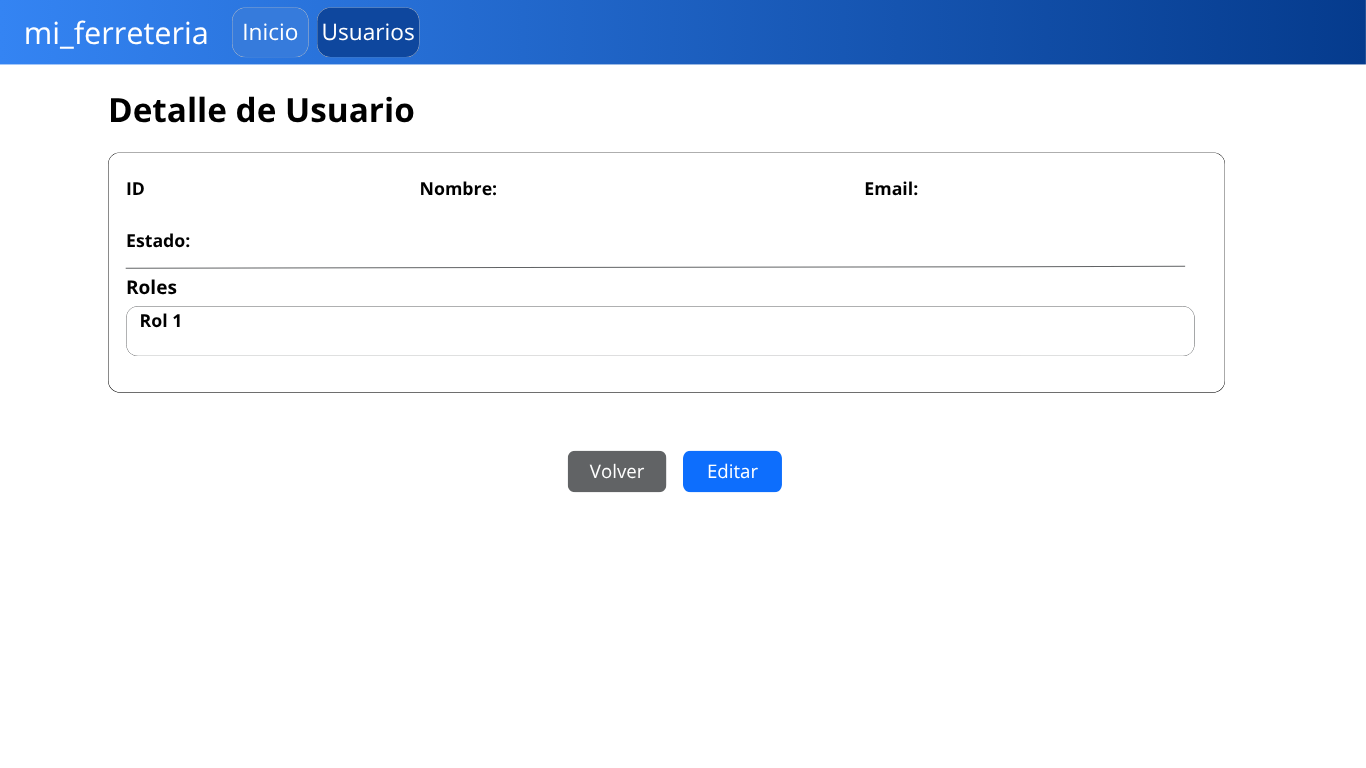 mi_ferreteria Inicio Usuarios
Detalle de Usuario
ID Nombre: Email:
Estado:
Roles
Rol 1
Volver Editar